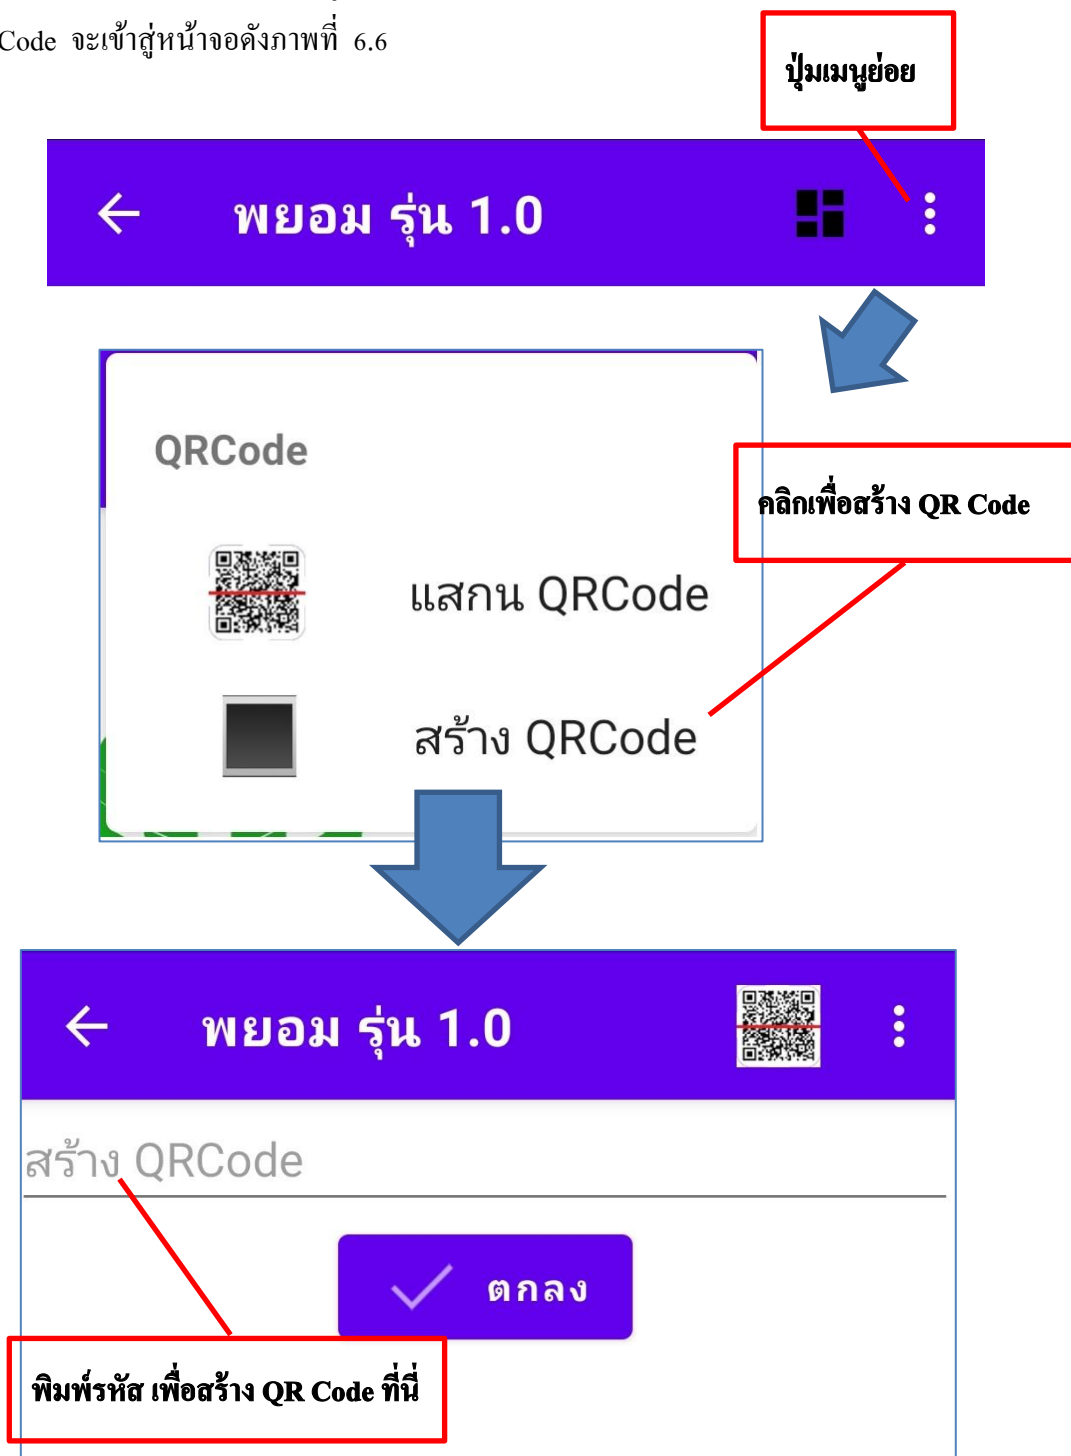 Code จะเข้าสู่หน้าจอดังภาพที่ 6.6
ปุ่มเมนูย่อย
พยอม รุ่น 1.0
QRCode
คลิกเพื่อสร้าง QR Code
แสกน QRCode
สร้าง QRCode
พยอม รุ่น 1.0
สร้าง QRCode
ตกลง
พิมพ์รหัส เพื่อสร้าง QR Code ที่นี่